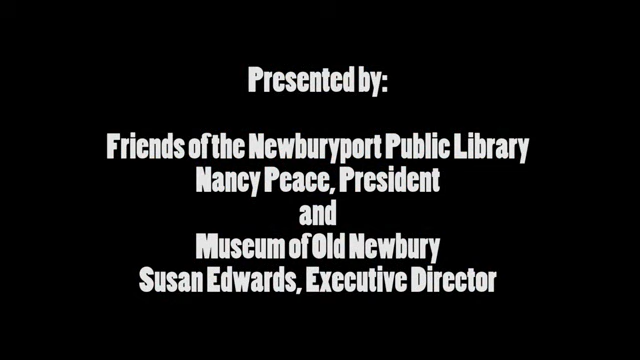 Presented by:
Friends of the Newburyport Public Library
Nancy Peace, President
and
Museum of Old Newbury
Susan Edwards, Executive Director